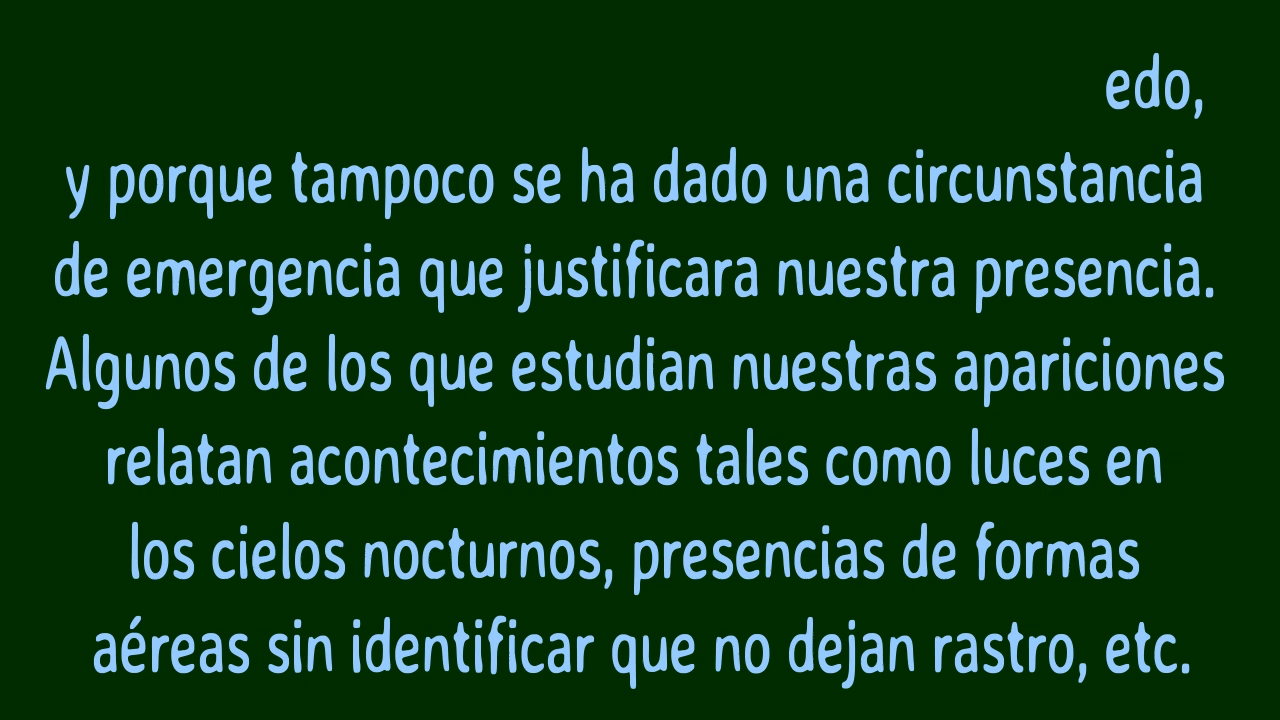 edo,
y porque tampoco se ha dado una circunstancia
de emergencia que justificara nuestra presencia.
Algunos de los que estudian nuestras apariciones
relatan acontecimientos tales como luces en
los cielos nocturnos, presencias de formas
aéreas sin identificar que no dejan rastro, etc.